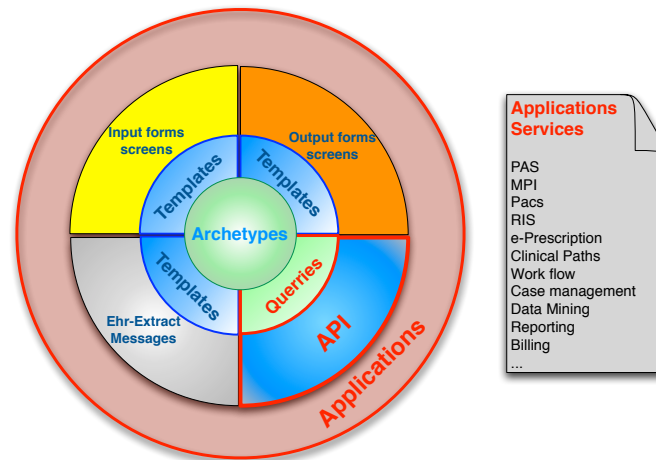 Input forms
screens
Output forms
screens
Templates
Templates
Archetypes
Templates
Querries
Ehr-Extract
Messages
API
Applications
Applications
Services
PAS
MPI
Pacs
RIS
e-Prescription
Clinical Paths
Work flow
Case management
Data Mining
Reporting
Billing
...